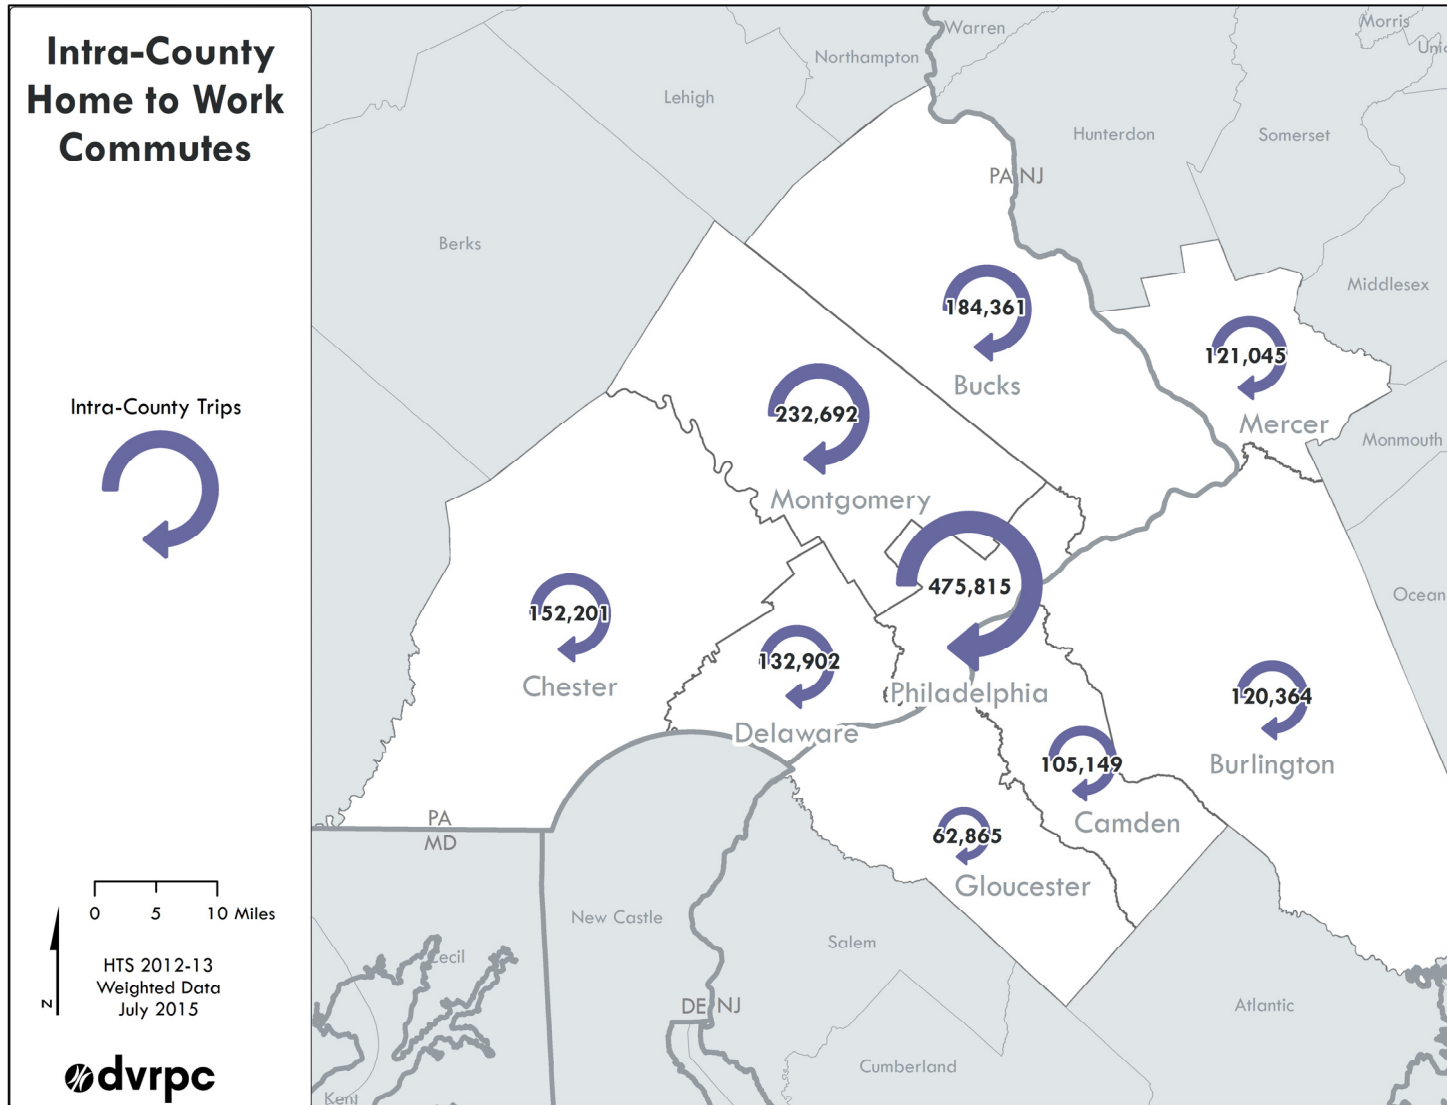 Intra-County
Home to Work
Commutes
Intra-County Trips
0 5 10 Miles
N
HTS 2012-13
Weighted Data
July 2015
dvrpc
Warren
Morris
Northampton
Lehigh
Hunterdon
Somerset
PA NJ
Berks
Middlesex
184,361
Bucks
121,045
Mercer
232,692
Monmouth
Montgomery
475,815
Ocean
152,201
Chester
132,902
Delaware
Philadelphia
120,364
Burlington
105,149
Camden
62,865
Gloucester
PA
MD
New Castle
Salem
Cecil
DE NJ
Atlantic
Cumberland
Kent